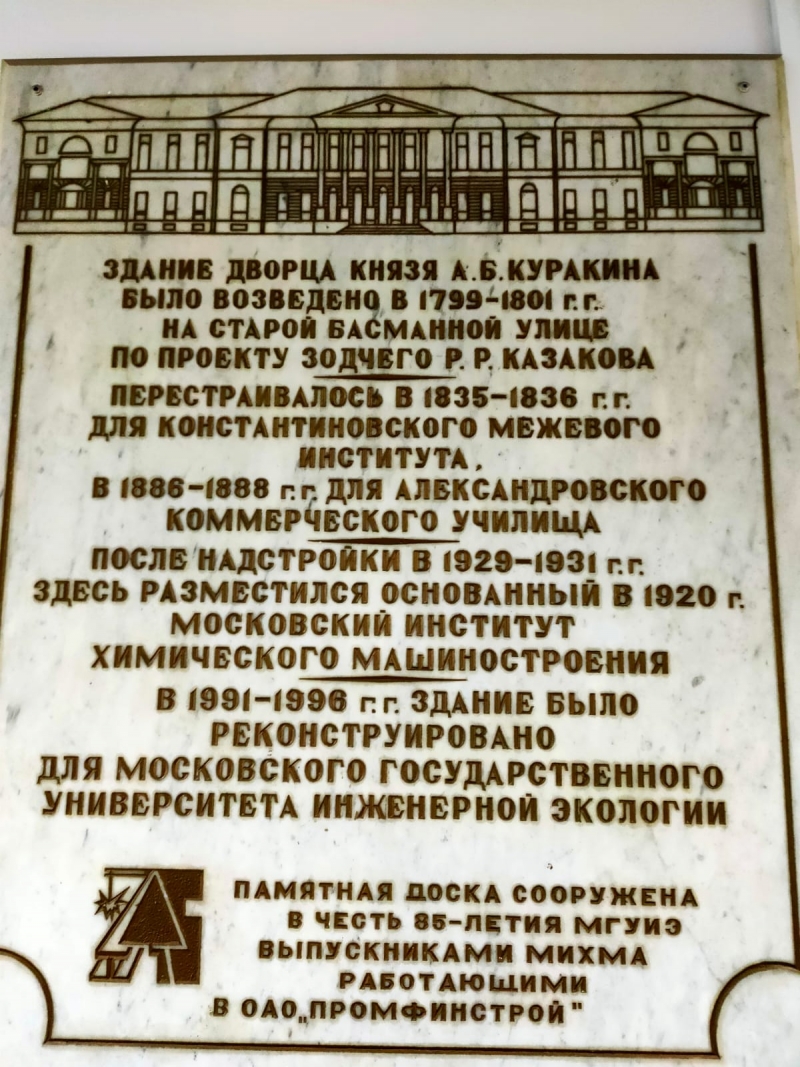 ЗДАНИЕ ДВОРЦА КНЯЗЯ А.Б.КУРАКИНА
БЫЛО ВОЗВЕДЕНО В 1799-1801 г.г.
НА СТАРОЙ БАСМАННОЙ УЛИЦЕ
ПО ПРОЕКТУ ЗОДЧЕГО Р. Р. КАЗАКОВА
ПЕРЕСТРАИВАЛОСЬ В 1835-1836 г.г.
ДЛЯ КОНСТАНТИНОВСКОГО МЕЖЕВОГО
ИНСТИТУТА,
В 1886-1888 г.г. ДЛЯ АЛЕКСАНДРОВСКОГО
КОММЕРЧЕСКОГО УЧИЛИЩА
ПОСЛЕ НАДСТРОЙКИ В 1929-1931 г.г.
ЗДЕСЬ РАЗМЕСТИЛСЯ ОСНОВАННЫЙ В 1920 г.
МОСКОВСКИЙ ИНСТИТУТ
ХИМИЧЕСКОГО МАШИНОСТРОЕНИЯ
В 1991-1996 г.г. ЗДАНИЕ БЫЛО
РЕКОНСТРУИРОВАНО
ДЛЯ МОСКОВСКОГО ГОСУДАРСТВЕННОГО
УНИВЕРСИТЕТА ИНЖЕНЕРНОЙ ЭКОЛОГИИ
ПАМЯТНАЯ ДОСКА СООРУЖЕНА
В ЧЕСТЬ 85-ЛЕТИЯ МГУИЭ
ВЫПУСКНИКАМИ МИХМА
РАБОТАЮЩИМИ
В ОАО „ПРОМФИНСТРОЙ"